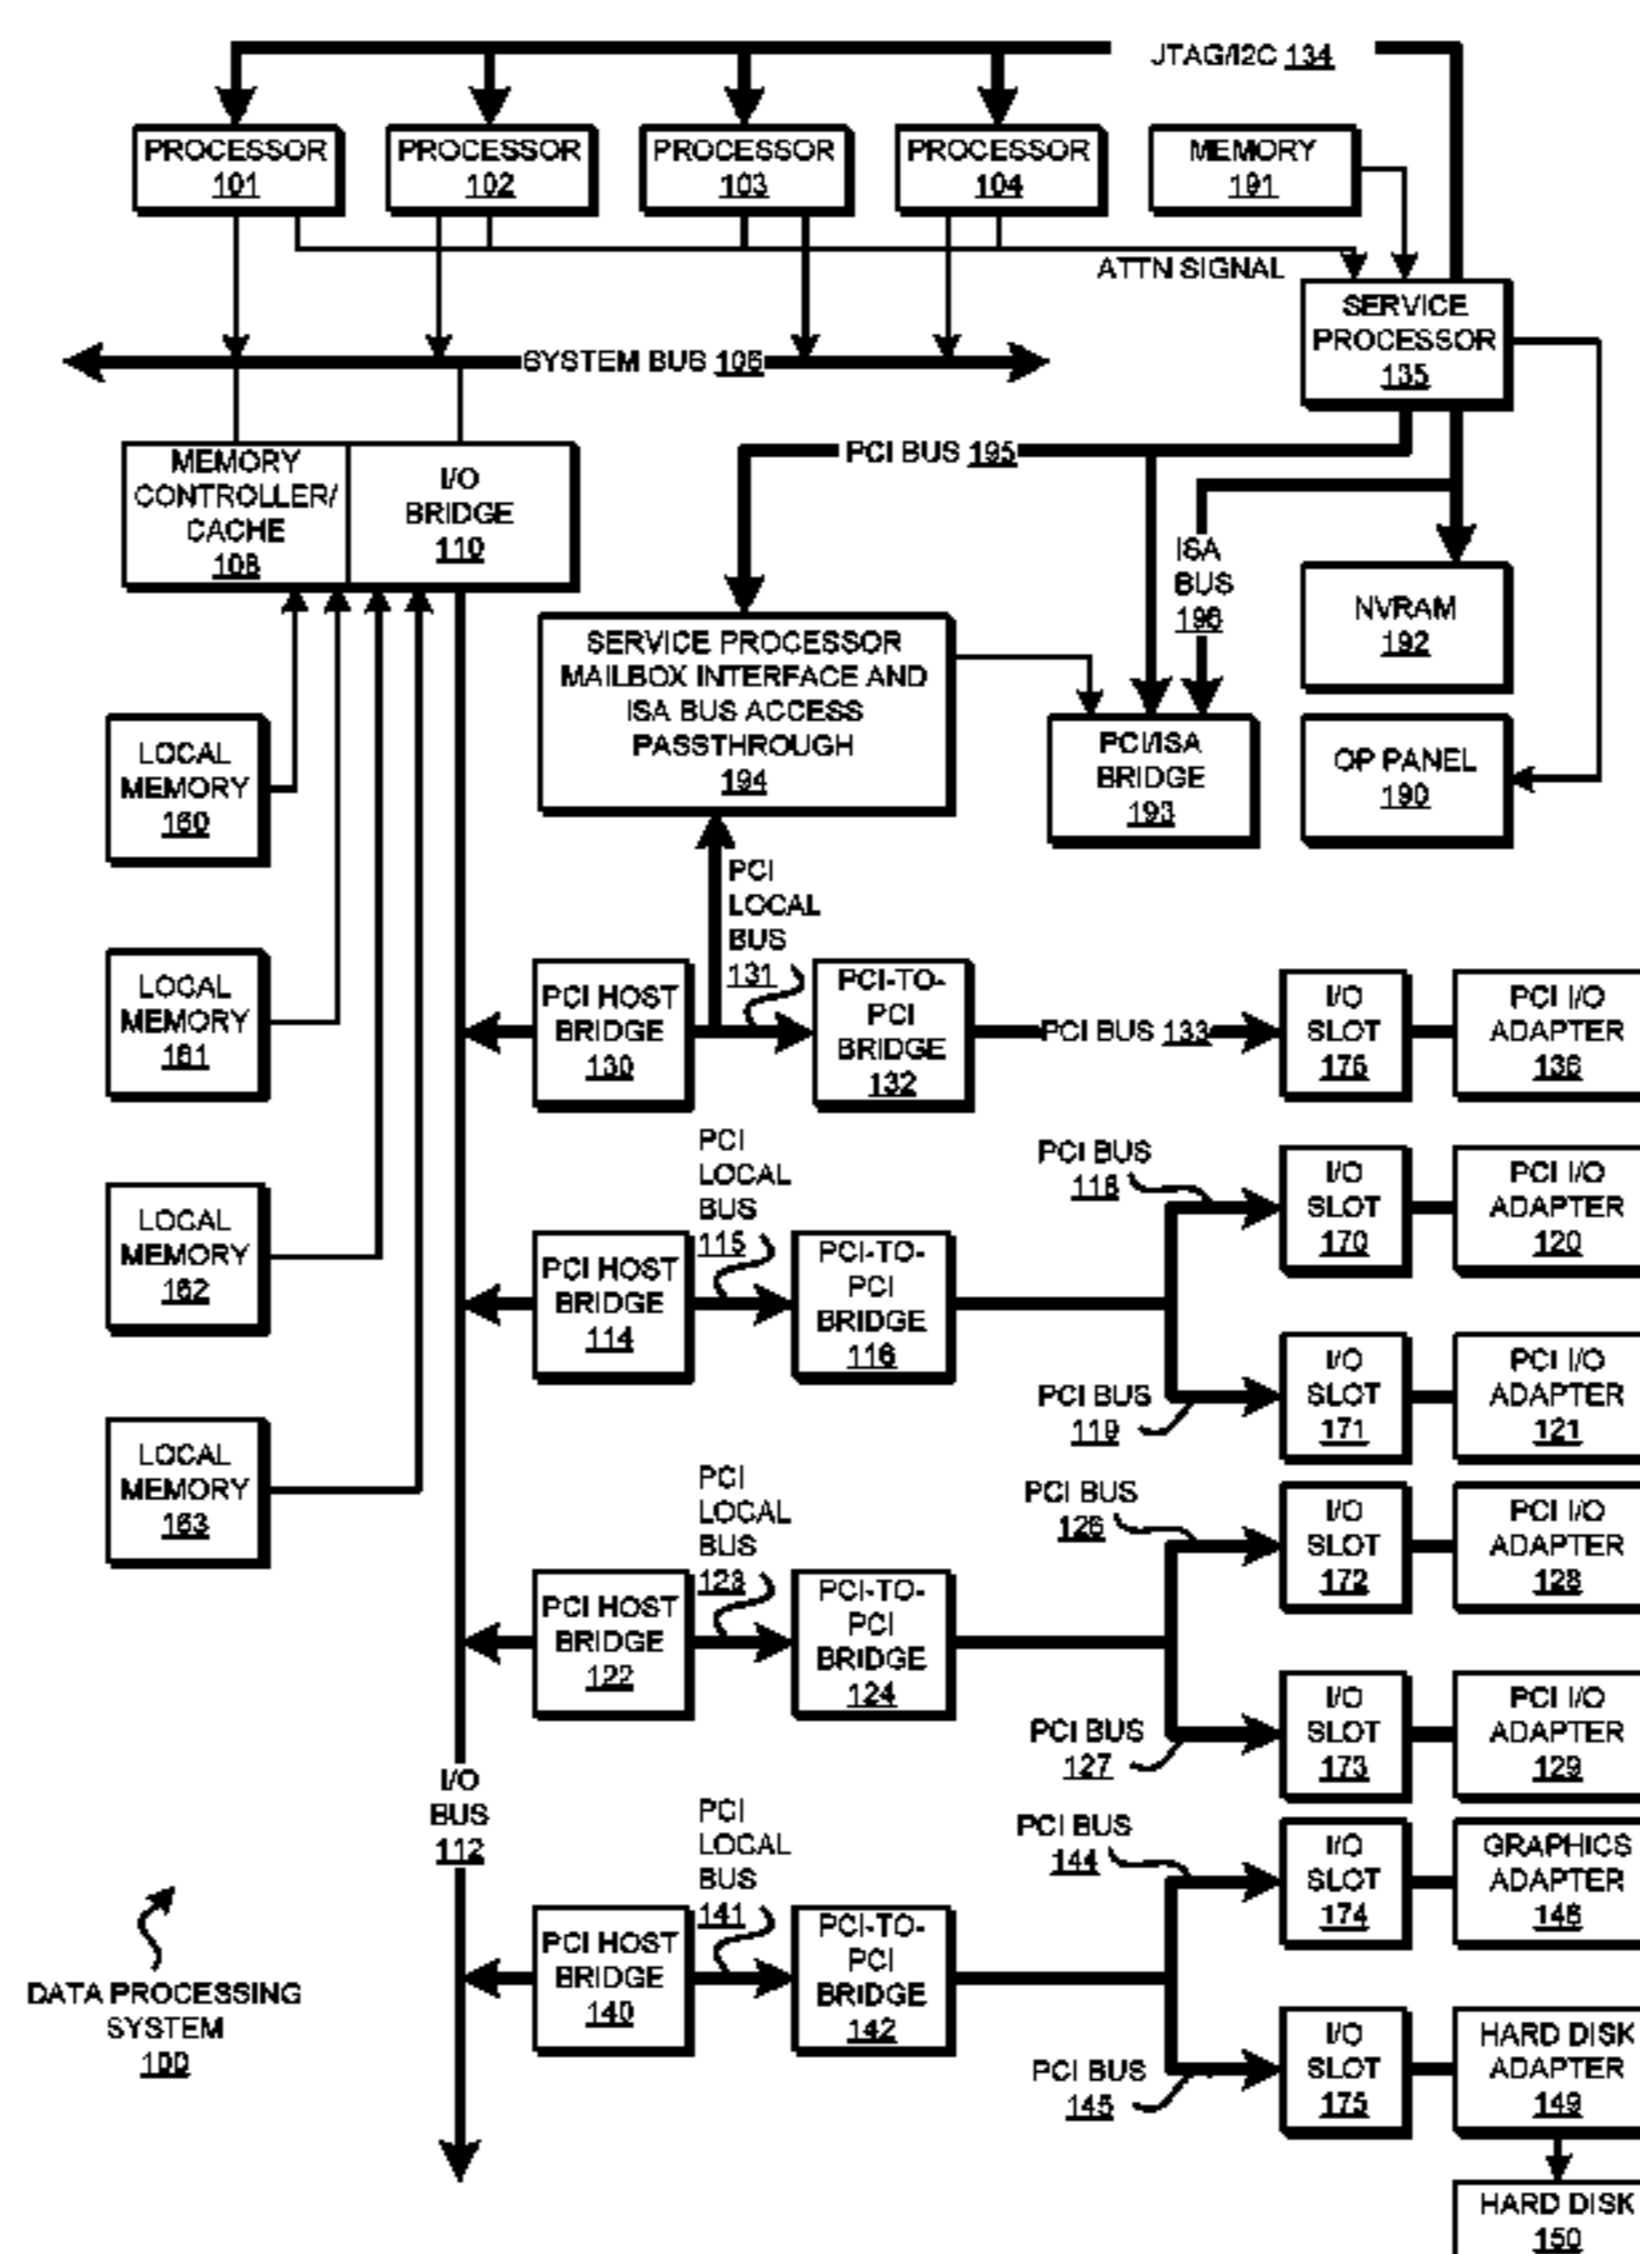 JTAG/I2C 134
PROCESSOR
101
PROCESSOR
102
PROCESSOR
103
PROCESSOR
104
MEMORY
191
ATTN SIGNAL
SERVICE
PROCESSOR
135
SYSTEM BUS 106
MEMORY
CONTROLLER/
CACHE
108
I/O
BRIDGE
110
PCI BUS 195
ISA
BUS
196
NVRAM
192
SERVICE PROCESSOR
MAILBOX INTERFACE AND
ISA BUS ACCESS
PASSTHROUGH
194
PCI/ISA
BRIDGE
193
OP PANEL
190
LOCAL
MEMORY
160
LOCAL
MEMORY
161
LOCAL
MEMORY
162
LOCAL
MEMORY
163
PCI
LOCAL
BUS
131
PCI HOST
BRIDGE
130
PCI-TO-
PCI
BRIDGE
132
PCI BUS 133
I/O
SLOT
176
PCI I/O
ADAPTER
136
PCI
LOCAL
BUS
115
PCI HOST
BRIDGE
114
PCI-TO-
PCI
BRIDGE
116
PCI BUS
118
I/O
SLOT
170
PCI I/O
ADAPTER
120
PCI BUS
119
I/O
SLOT
171
PCI I/O
ADAPTER
121
PCI
LOCAL
BUS
123
PCI HOST
BRIDGE
122
PCI-TO-
PCI
BRIDGE
124
PCI BUS
126
I/O
SLOT
172
PCI I/O
ADAPTER
128
PCI BUS
127
I/O
SLOT
173
PCI I/O
ADAPTER
129
I/O
BUS
112
PCI
LOCAL
BUS
141
PCI HOST
BRIDGE
140
PCI-TO-
PCI
BRIDGE
142
PCI BUS
144
I/O
SLOT
174
GRAPHICS
ADAPTER
148
PCI BUS
145
I/O
SLOT
175
HARD DISK
ADAPTER
149
HARD DISK
150
DATA PROCESSING
SYSTEM
100